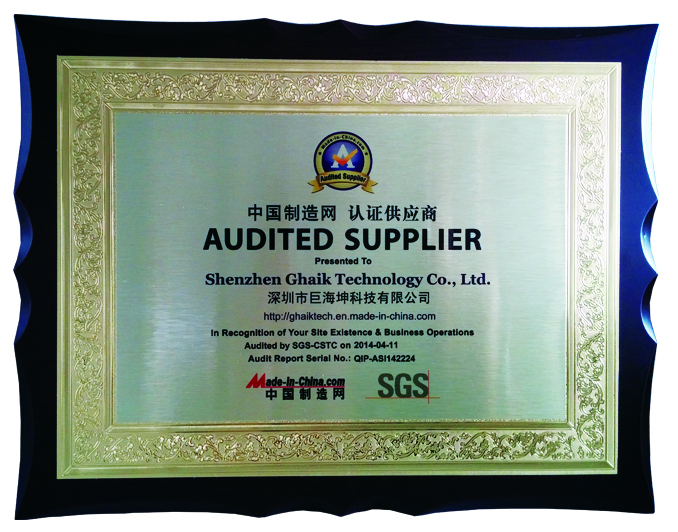 Made-in-China.com
Audited Supplier
中国制造网 认证供应商
AUDITED SUPPLIER
Presented To
Shenzhen Ghaik Technology Co., Ltd.
深圳市巨海坤科技有限公司
http://ghaiktech.en.made-in-china.com
In Recognition of Your Site Existence & Business Operations
Audited by SGS-CSTC on 2014-04-11
Audit Report Serial No.: QIP-ASI142224
Made-in-China.com
中国制造网
SGS